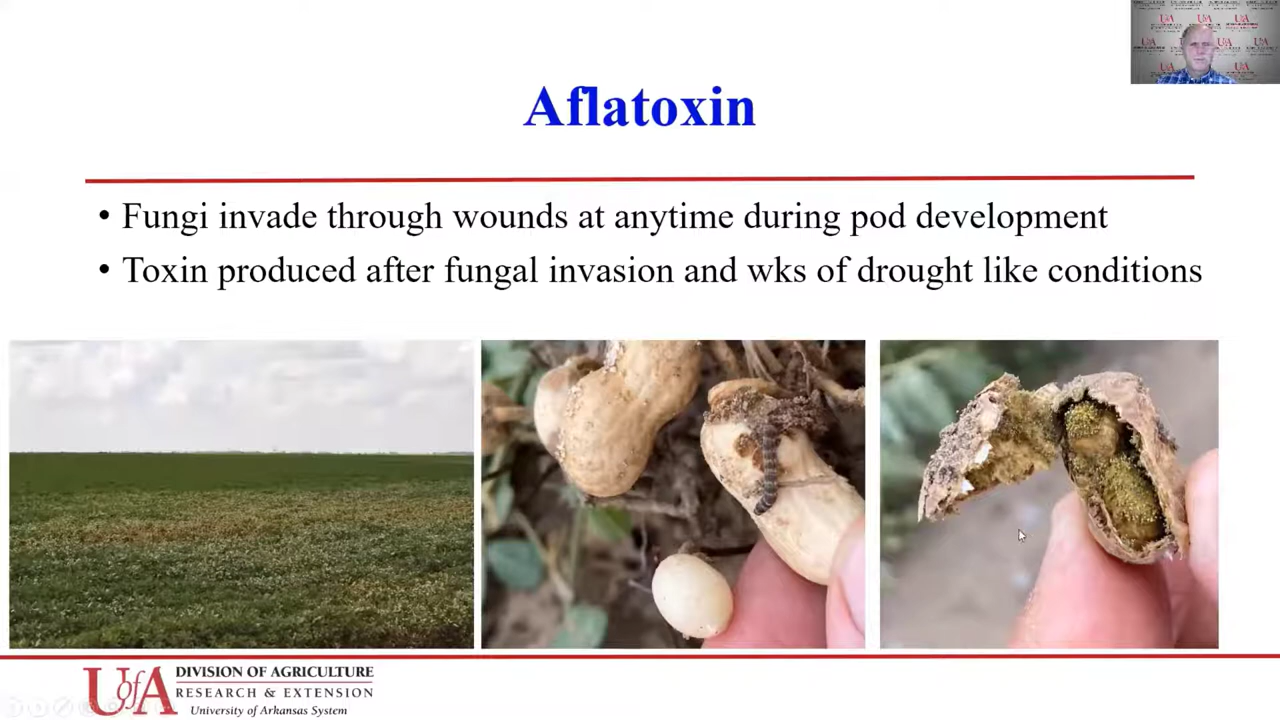 Aflatoxin
• Fungi invade through wounds at anytime during pod development
• Toxin produced after fungal invasion and wks of drought like conditions
UofA
DIVISION OF AGRICULTURE
RESEARCH & EXTENSION
University of Arkansas System